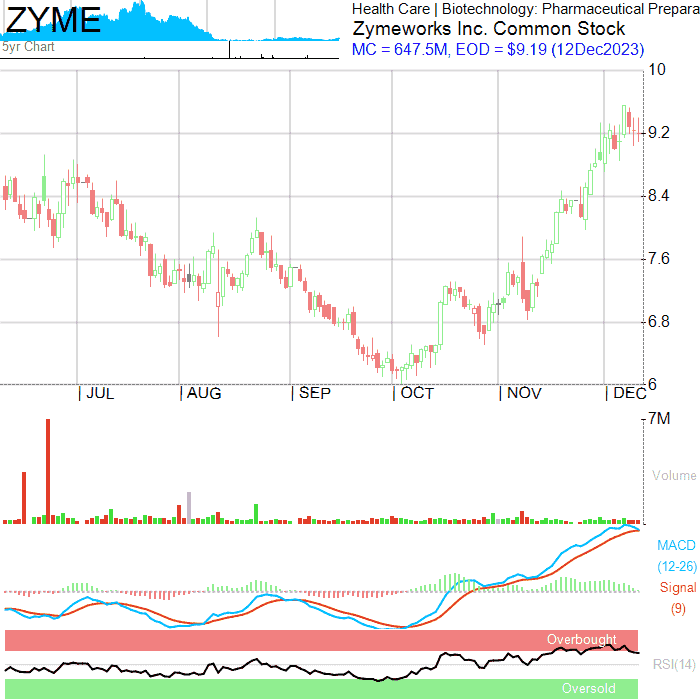 ZYME
5yr Chart
Health Care | Biotechnology: Pharmaceutical Prepara
Zymeworks Inc. Common Stock
MC = 647.5M, EOD = $9.19 (12Dec2023)
10
9.2
8.4
7.6
6.8
6
JUL AUG SEP OCT NOV DEC
7M
Volume
MACD
(12-26)
Signal
(9)
Overbought
RSI(14)
Oversold